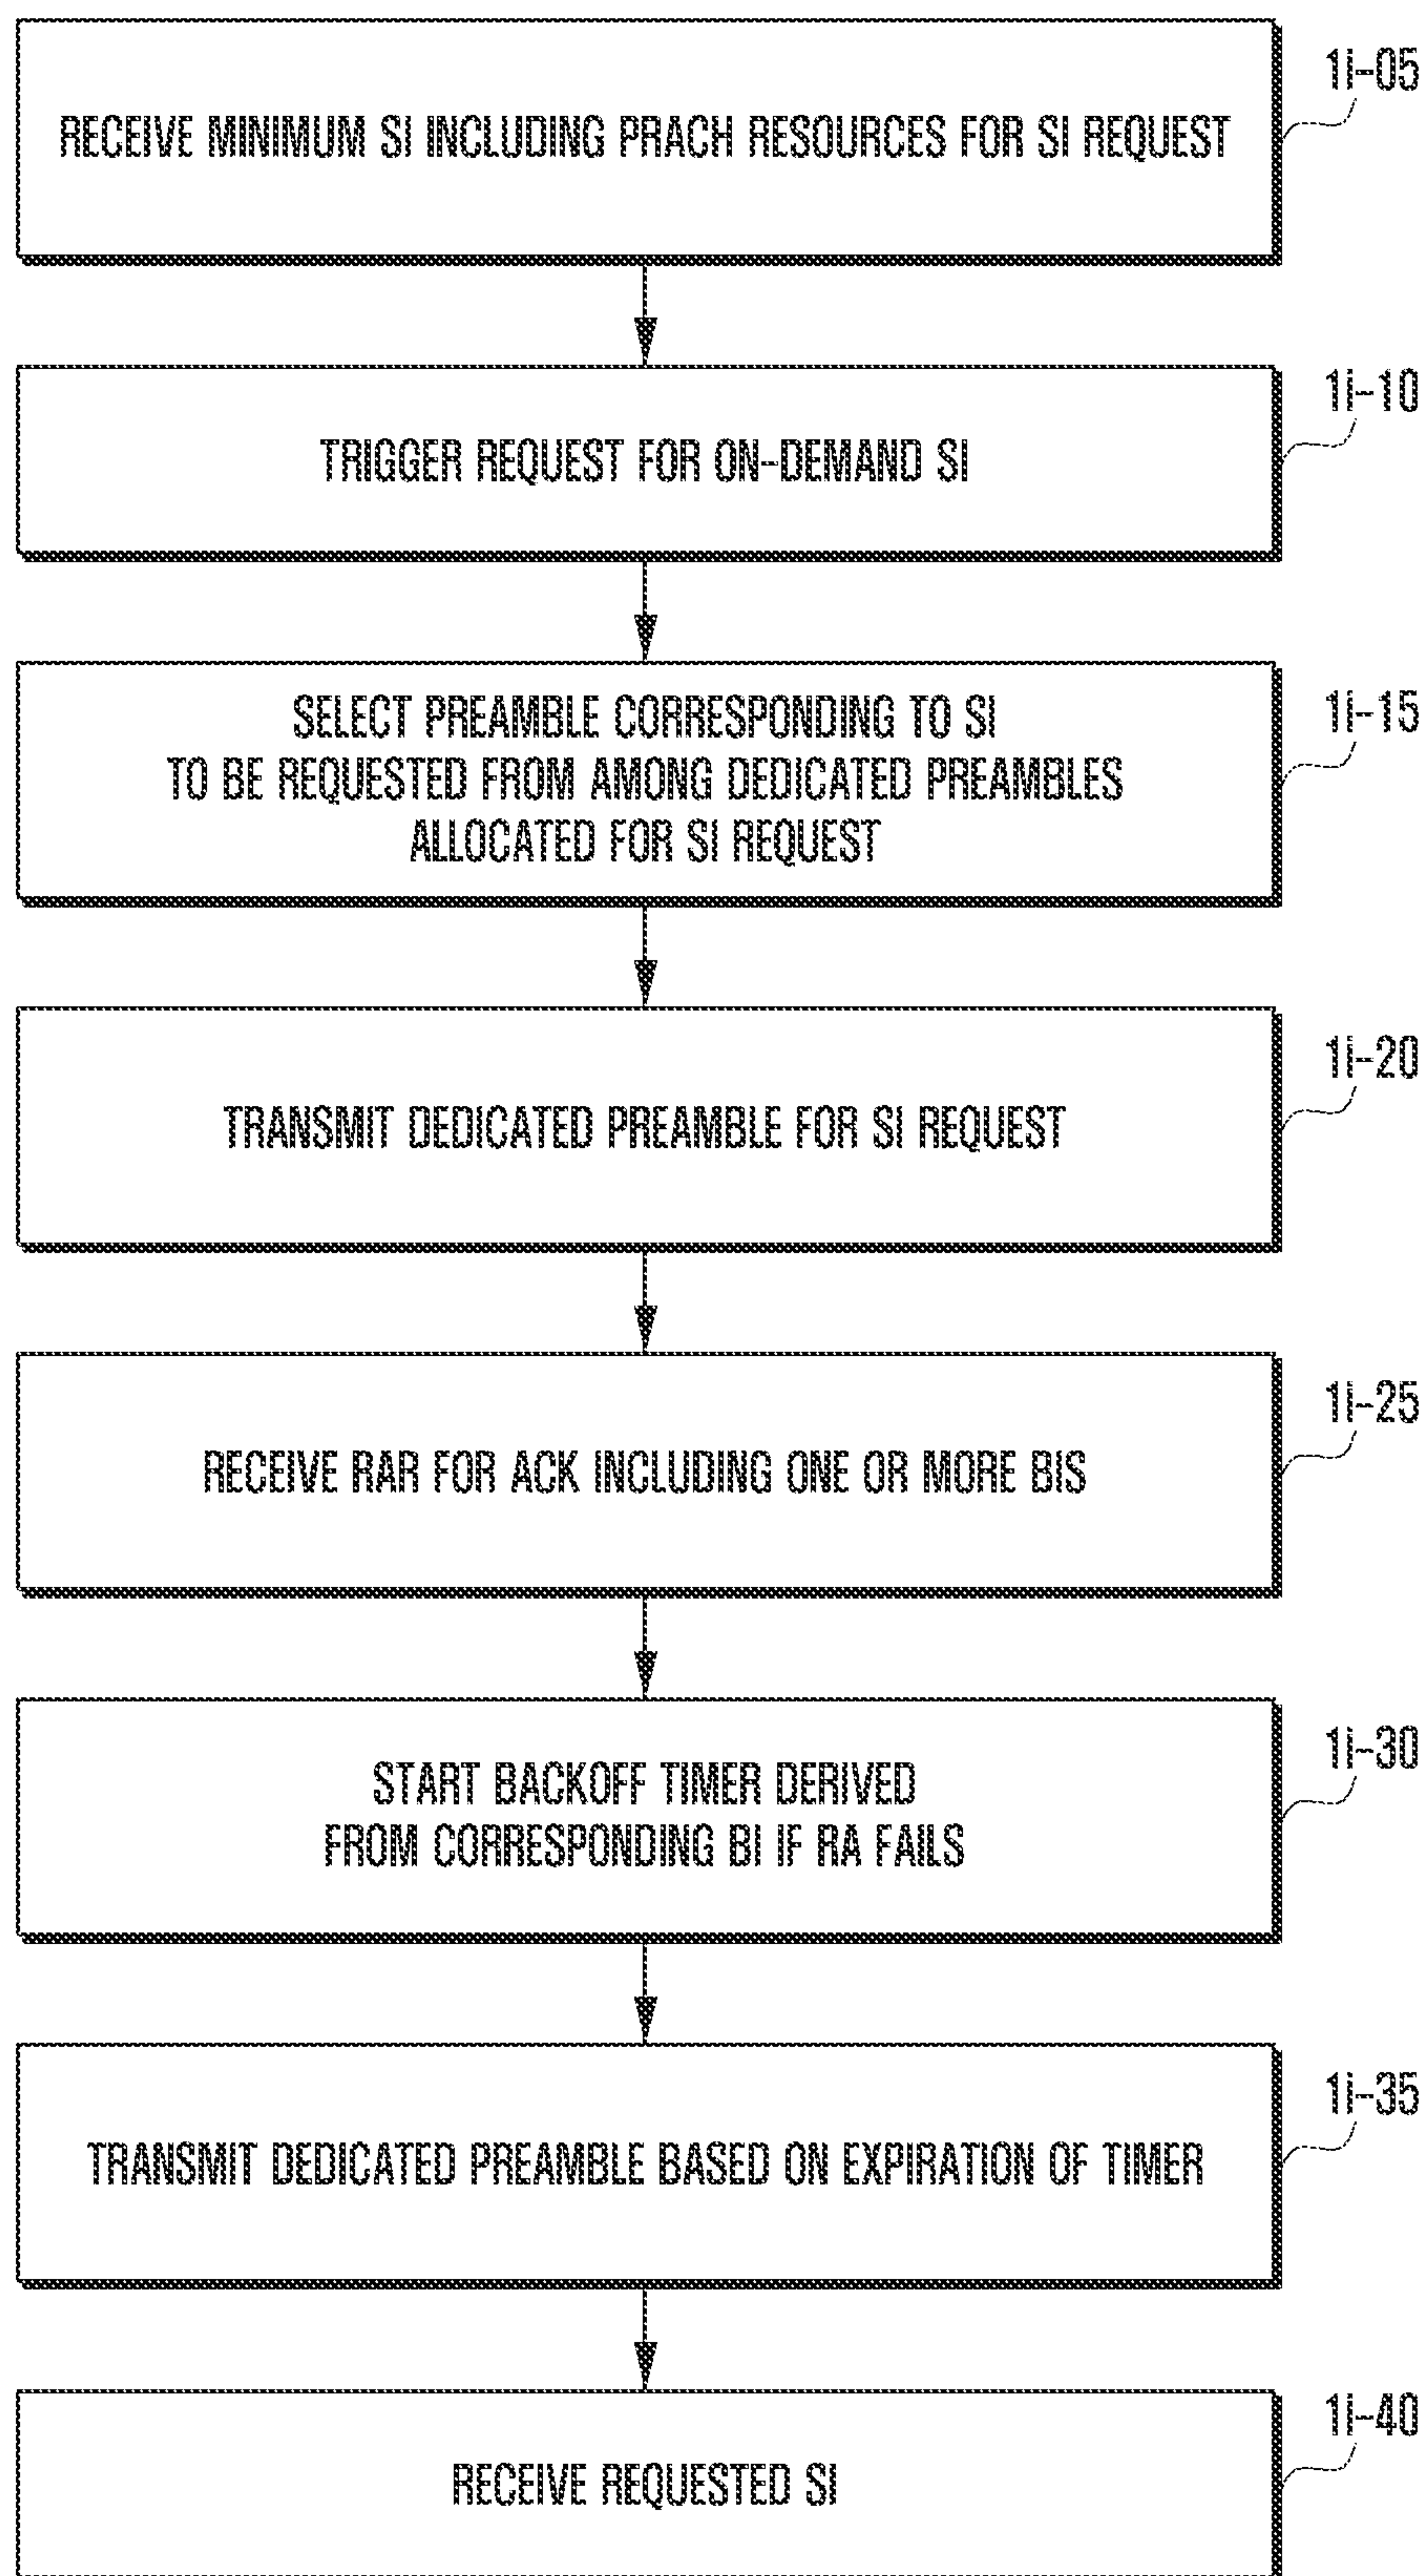 RECEIVE MINIMUM SI INCLUDING PRACH RESOURCES FOR SI REQUEST
1i-05
TRIGGER REQUEST FOR ON-DEMAND SI
1i-10
SELECT PREAMBLE CORRESPONDING TO SI
TO BE REQUESTED FROM AMONG DEDICATED PREAMBLES
ALLOCATED FOR SI REQUEST
1i-15
TRANSMIT DEDICATED PREAMBLE FOR SI REQUEST
1i-20
RECEIVE RAR FOR ACK INCLUDING ONE OR MORE BIS
1i-25
START BACKOFF TIMER DERIVED
FROM CORRESPONDING BI IF RA FAILS
1i-30
TRANSMIT DEDICATED PREAMBLE BASED ON EXPIRATION OF TIMER
1i-35
RECEIVE REQUESTED SI
1i-40